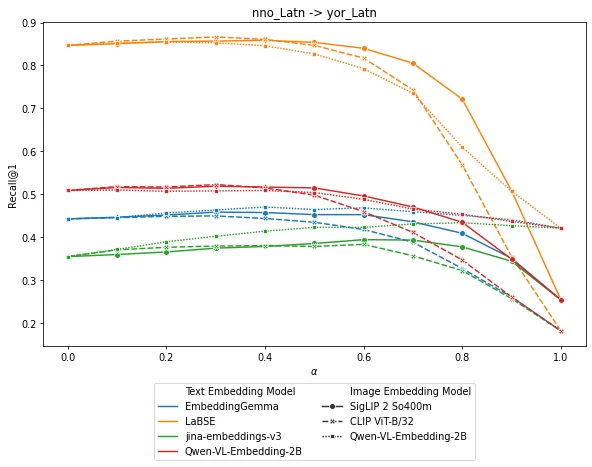 nno_Latn -> yor_Latn
Recall@1
0.9
0.8
0.7
0.6
0.5
0.4
0.3
0.2
0.0 0.2 0.4 0.6 0.8 1.0
α
Text Embedding Model
EmbeddingGemma
LaBSE
jina-embeddings-v3
Qwen-VL-Embedding-2B
Image Embedding Model
SigLIP 2 So400m
CLIP ViT-B/32
Qwen-VL-Embedding-2B